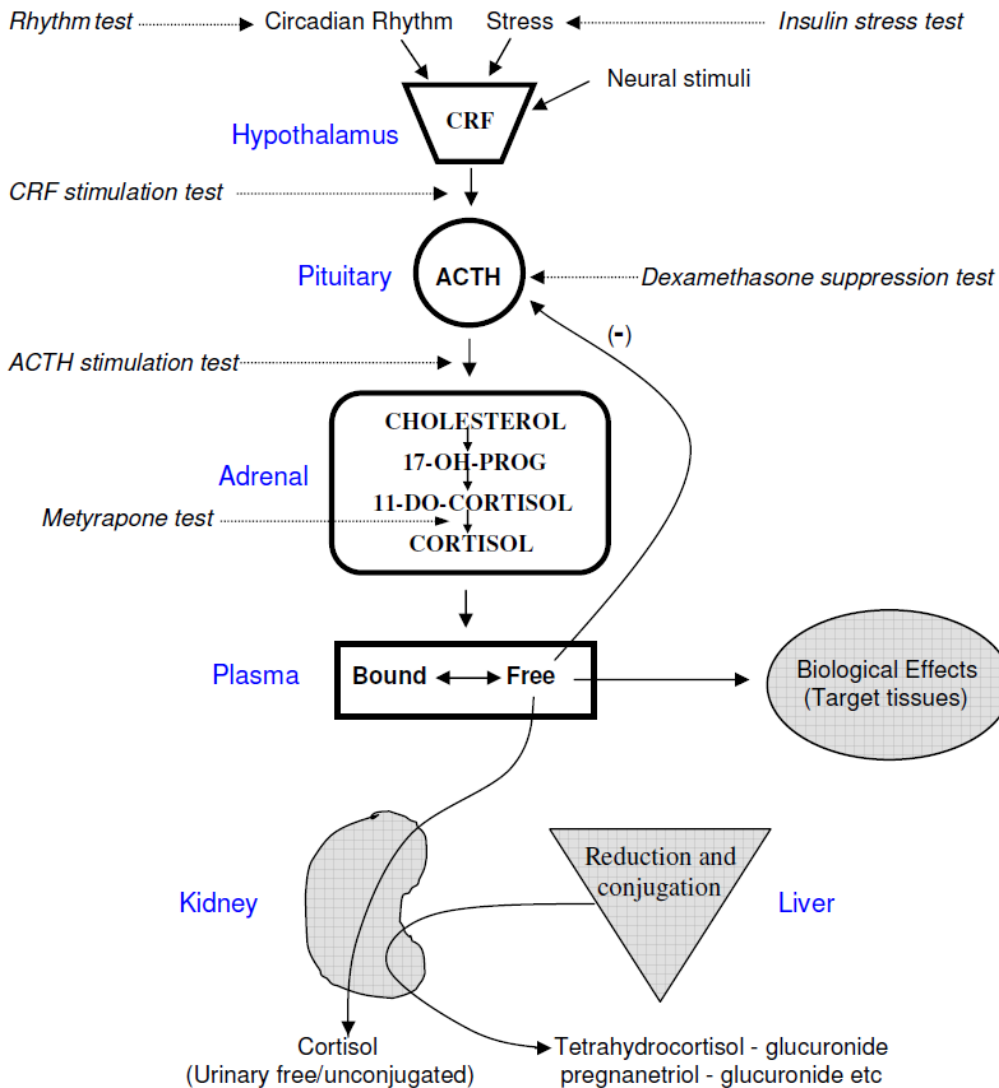 Rhythm test
Circadian Rhythm
Stress
Insulin stress test
Neural stimuli
CRF
Hypothalamus
CRF stimulation test
Pituitary
ACTH
Dexamethasone suppression test
(-)
ACTH stimulation test
CHOLESTEROL
17-OH-PROG
Adrenal
11-DO-CORTISOL
Metyrapone test
CORTISOL
Plasma
Bound
Free
Biological Effects
(Target tissues)
Reduction and
conjugation
Kidney
Liver
Cortisol
(Urinary free/unconjugated)
Tetrahydrocortisol - glucuronide
pregnanetriol - glucuronide etc